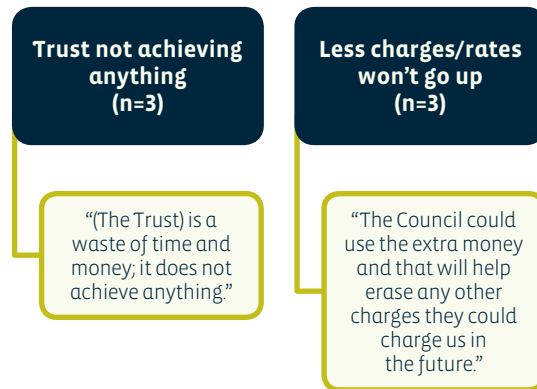 Trust not achieving
anything
(n=3)
“(The Trust) is a
waste of time and
money; it does not
achieve anything.”
Less charges/rates
won’t go up
(n=3)
“The Council could
use the extra money
and that will help
erase any other
charges they could
charge us in
the future.”